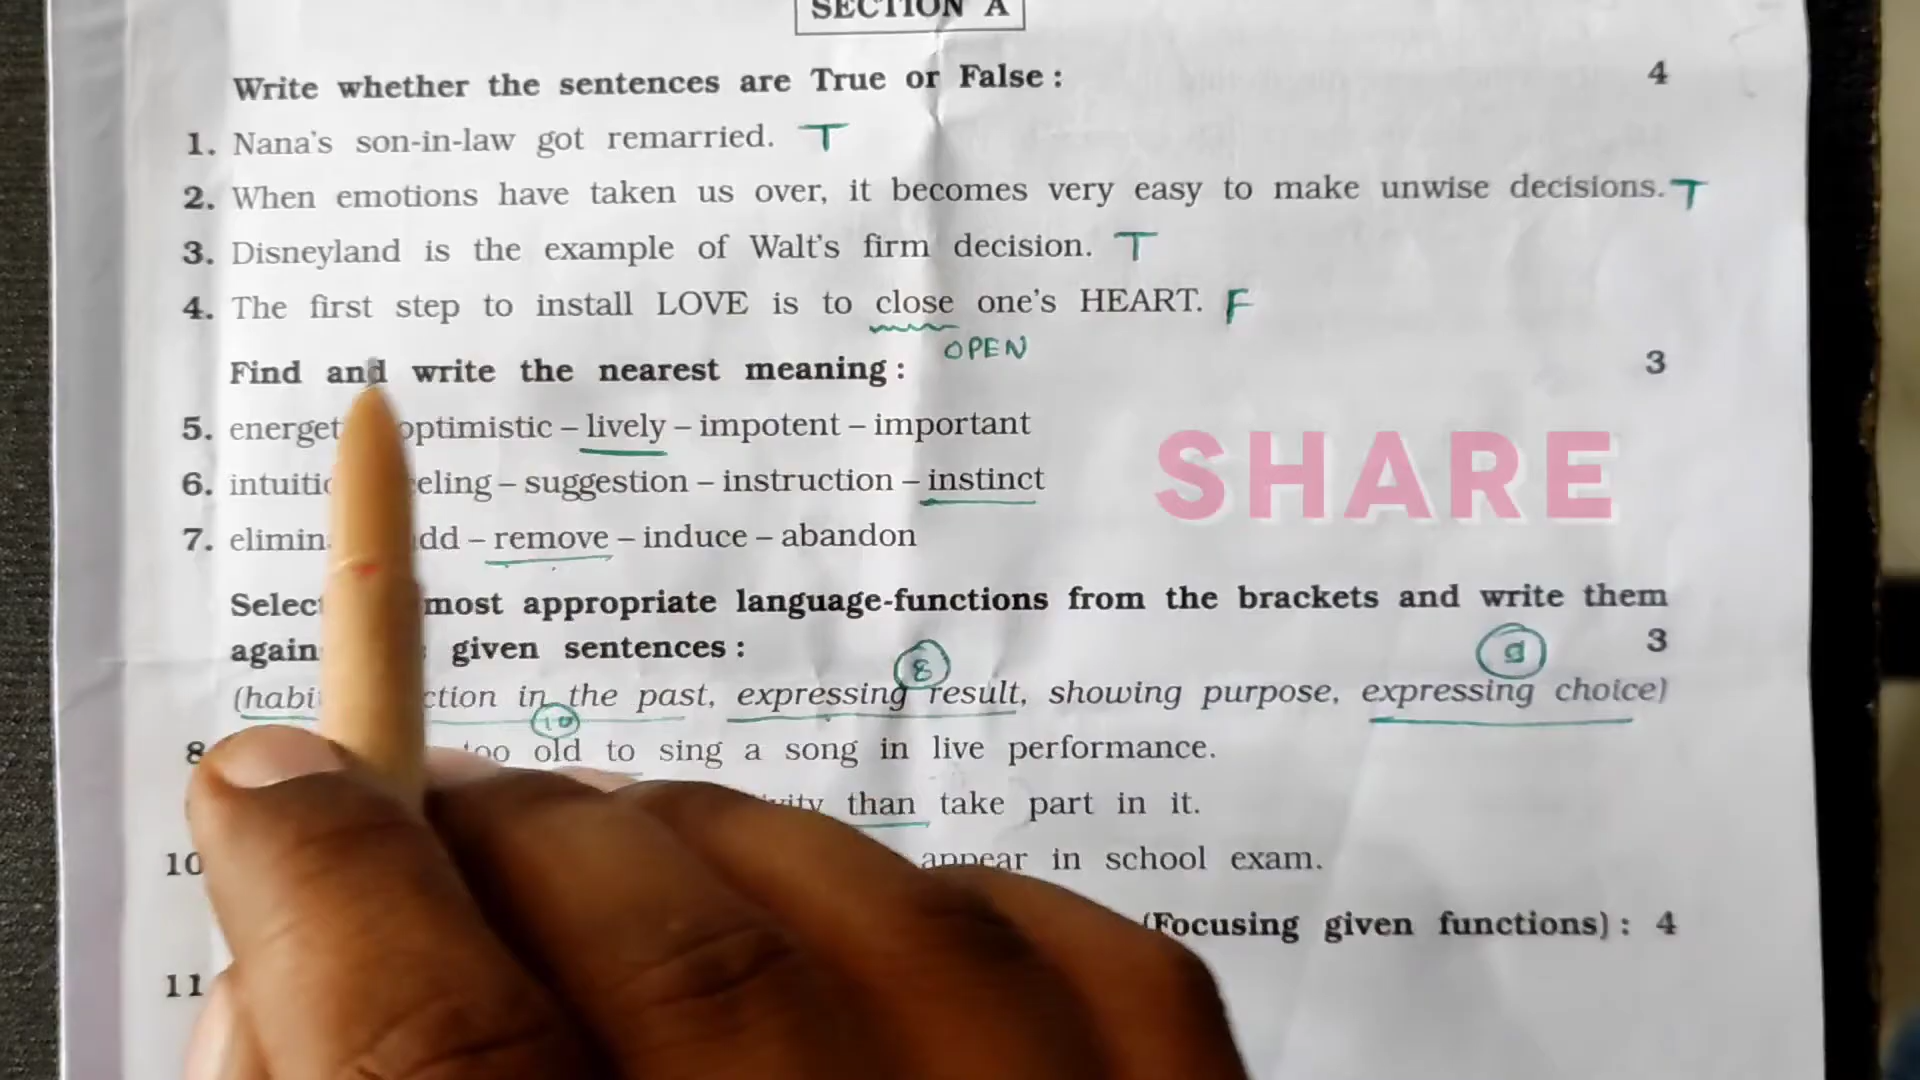 SECTION A
Write whether the sentences are True or False : 4
1. Nana's son-in-law got remarried. T
2. When emotions have taken us over, it becomes very easy to make unwise decisions. T
3. Disneyland is the example of Walt's firm decision. T
4. The first step to install LOVE is to close one's HEART. F
OPEN
Find and write the nearest meaning : 3
5. energet optimistic – lively – impotent – important
6. intuitio eling – suggestion – instruction – instinct
7. elimin dd – remove – induce – abandon
SHARE
Selec most appropriate language-functions from the brackets and write them
again given sentences : 3
8 9
(habi ction in the past, expressing result, showing purpose, expressing choice)
10
8 too old to sing a song in live performance.
than take part in it.
10 appear in school exam.
(Focusing given functions) : 4
11